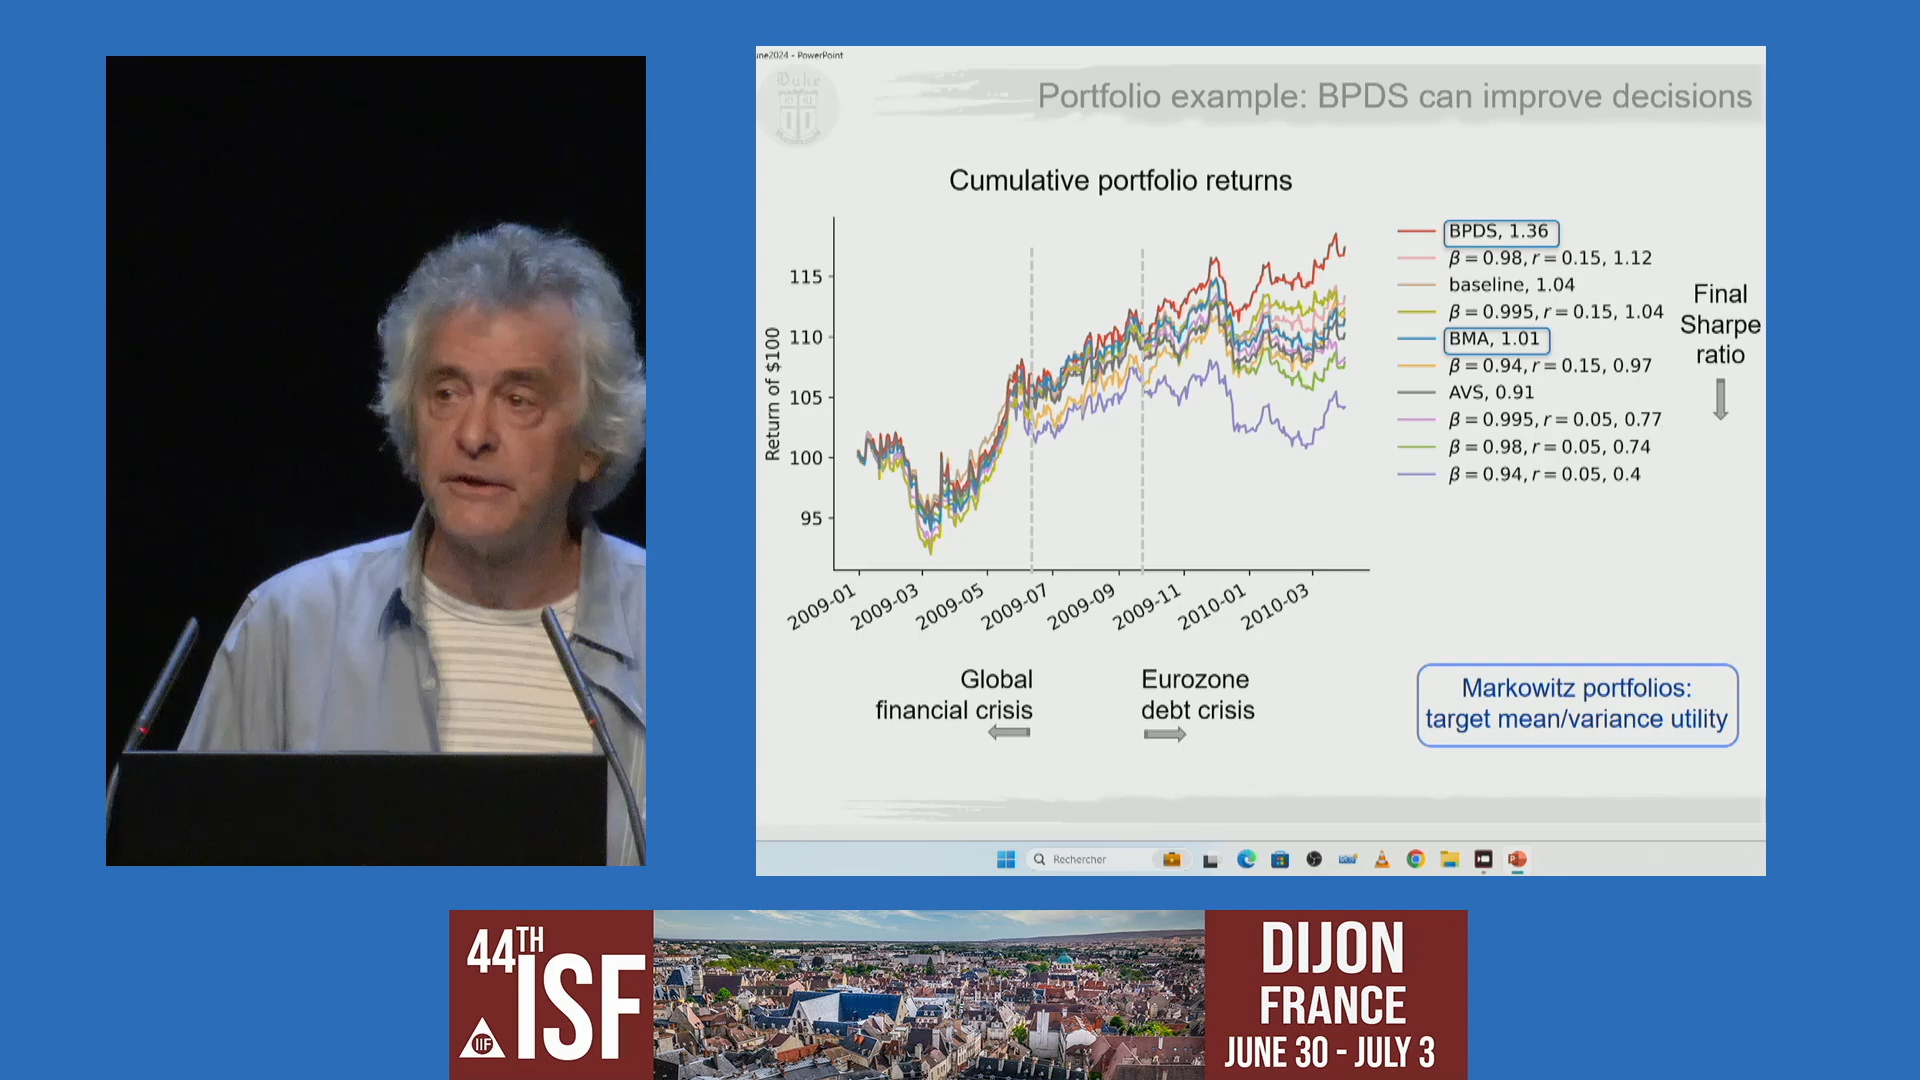 une2024 - PowerPoint
Duke
Portfolio example: BPDS can improve decisions
Cumulative portfolio returns
Return of $100
115
110
105
100
95
2009-01
2009-03
2009-05
2009-07
2009-09
2009-11
2010-01
2010-03
BPDS, 1.36
β = 0.98, r = 0.15, 1.12
baseline, 1.04
β = 0.995, r = 0.15, 1.04
BMA, 1.01
β = 0.94, r = 0.15, 0.97
AVS, 0.91
β = 0.995, r = 0.05, 0.77
β = 0.98, r = 0.05, 0.74
β = 0.94, r = 0.05, 0.4
Final
Sharpe
ratio
Global
financial crisis
Eurozone
debt crisis
Markowitz portfolios:
target mean/variance utility
Rechercher
44TH
ISF
IIF
DIJON
FRANCE
JUNE 30 - JULY 3